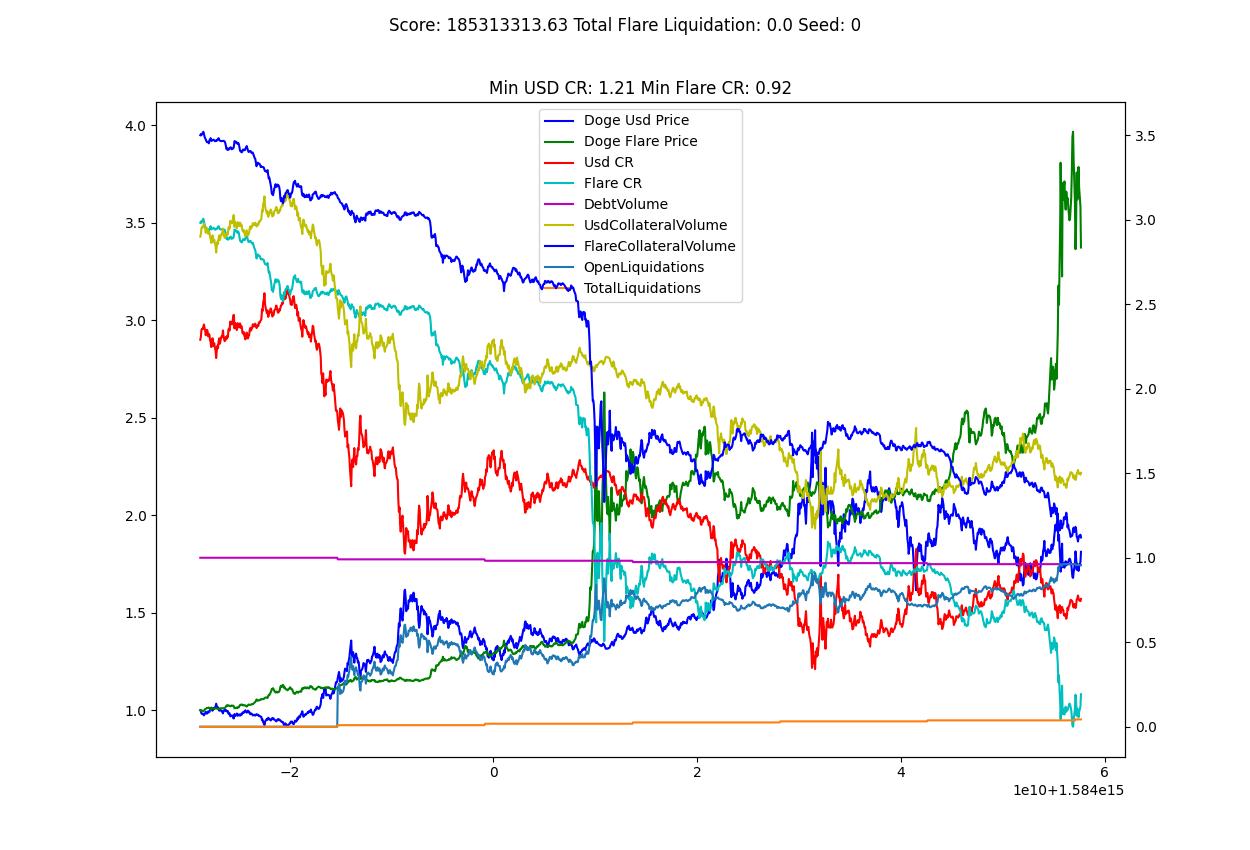 Score: 185313313.63 Total Flare Liquidation: 0.0 Seed: 0
Min USD CR: 1.21 Min Flare CR: 0.92
Doge Usd Price
Doge Flare Price
Usd CR
Flare CR
DebtVolume
UsdCollateralVolume
FlareCollateralVolume
OpenLiquidations
TotalLiquidations
4.0
3.5
3.0
2.5
2.0
1.5
1.0
3.5
3.0
2.5
2.0
1.5
1.0
0.5
0.0
−2
0
2
4
6
1e10+1.584e15